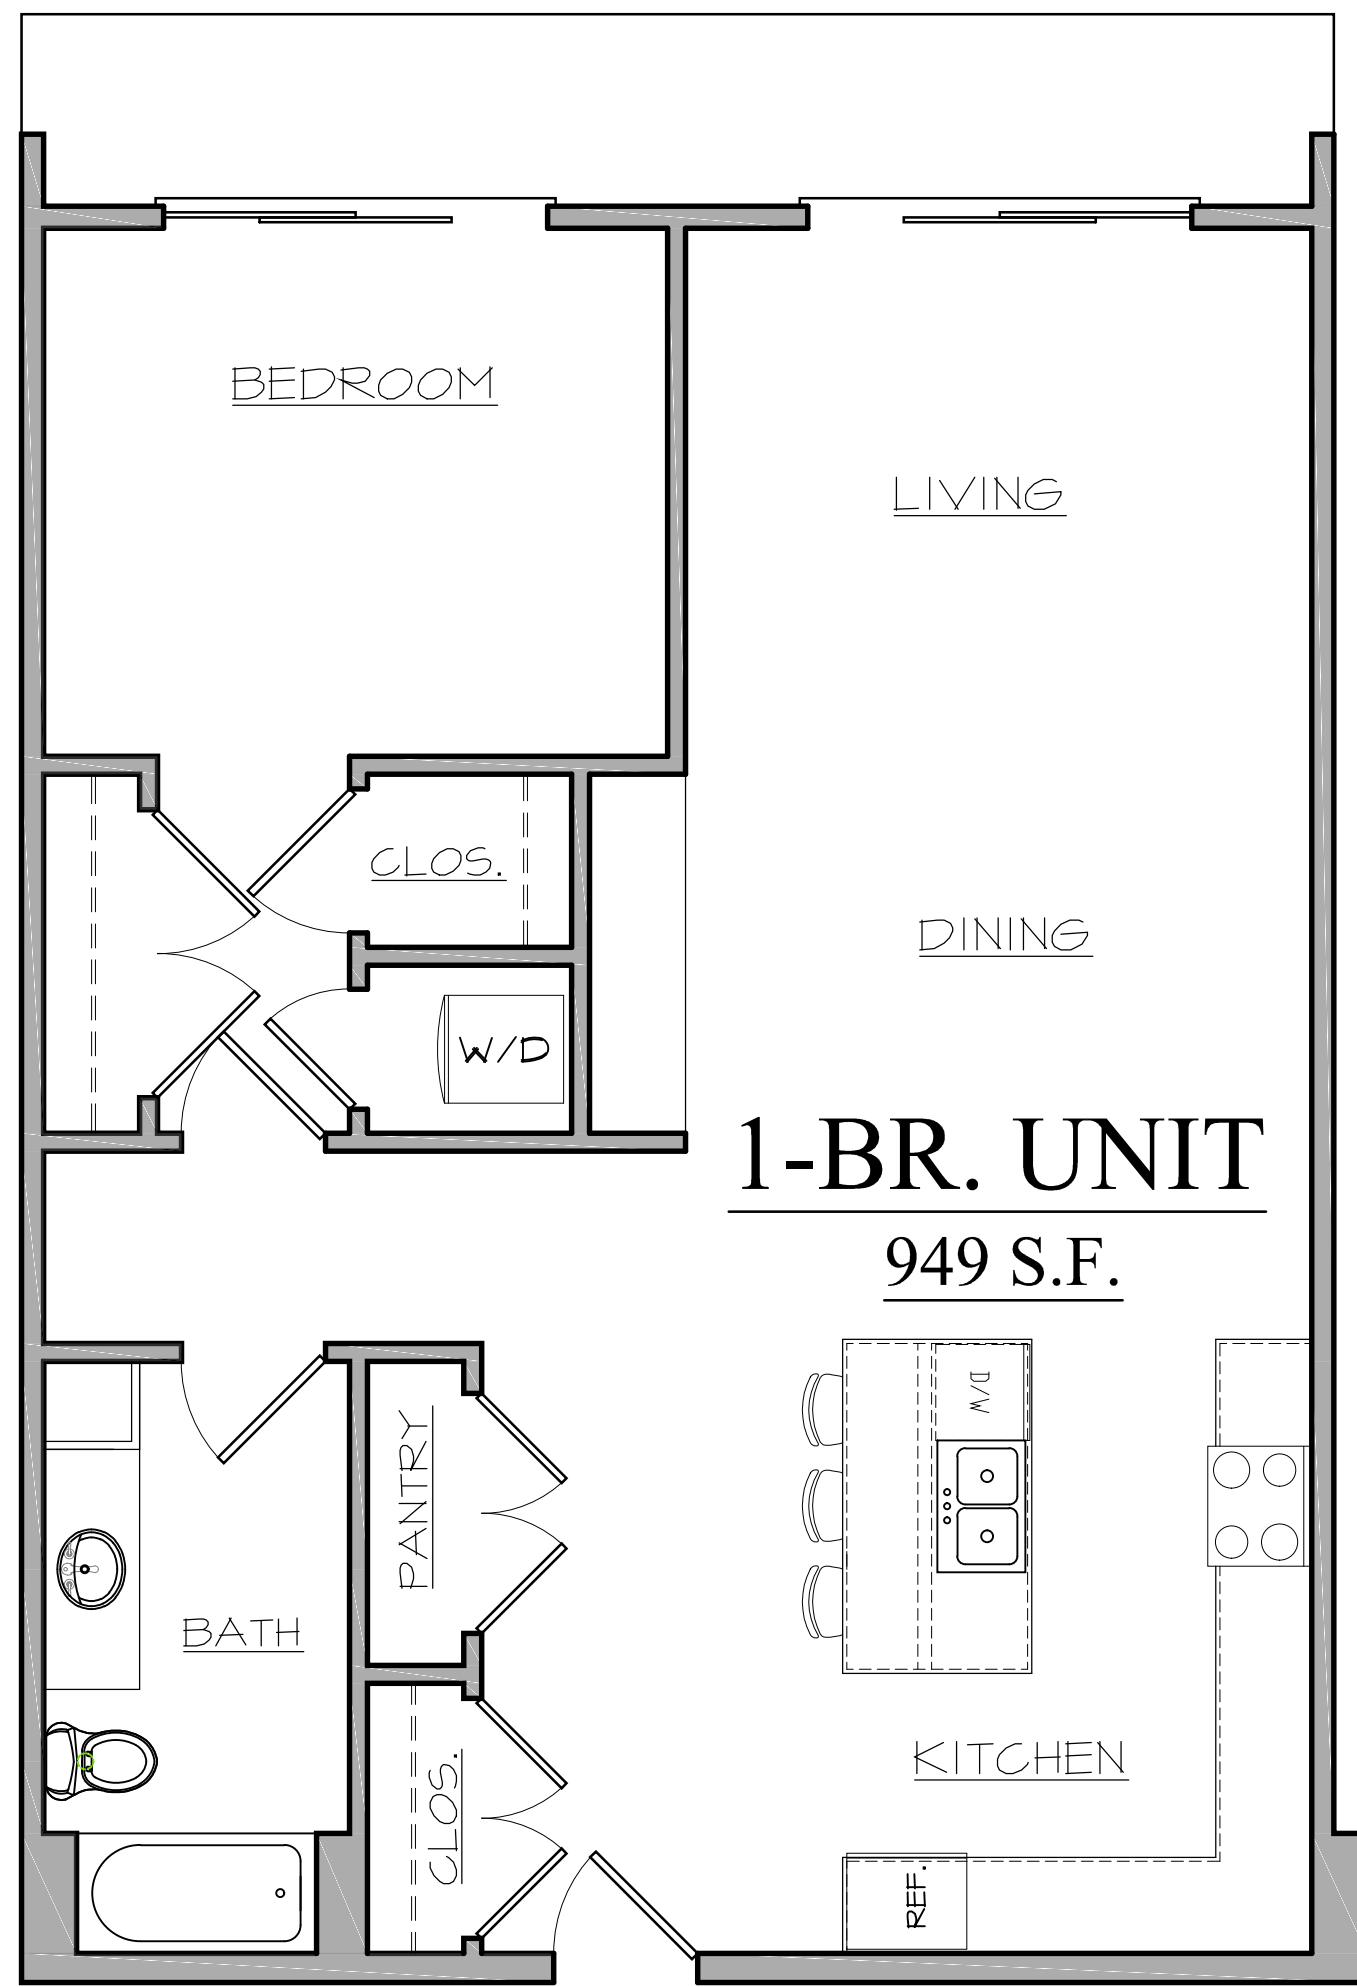 BEDROOM
LIVING
CLOS.
DINING
W/D
1-BR. UNIT
949 S.F.
D/W
PANTRY
BATH
KITCHEN
CLOS.
REF.